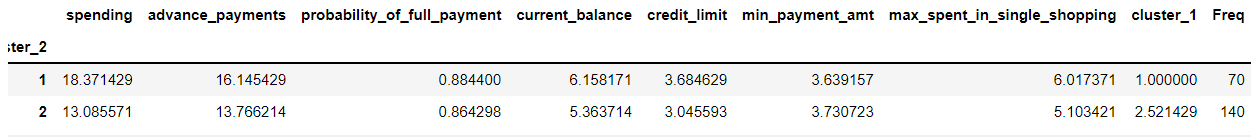 spending advance_payments probability_of_full_payment current_balance credit_limit min_payment_amt max_spent_in_single_shopping cluster_1 Freq
ster_2
1 18.371429 16.145429 0.884400 6.158171 3.684629 3.639157 6.017371 1.000000 70
2 13.085571 13.766214 0.864298 5.363714 3.045593 3.730723 5.103421 2.521429 140